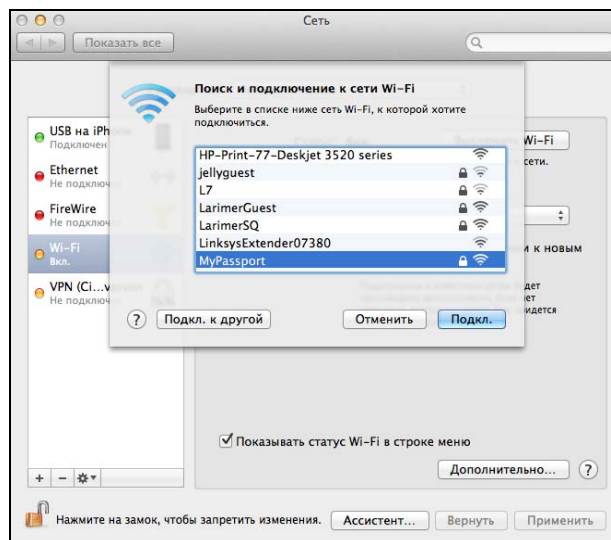 Сеть
Показать все
Поиск и подключение к сети Wi-Fi
Выберите в списке ниже сеть Wi-Fi, к которой хотите
подключиться.
HP-Print-77-Deskjet 3520 series
jellyguest
L7
LarimerGuest
LarimerSQ
LinksysExtender07380
MyPassport
? Подкл. к другой Отменить Подкл.
USB на iPh
Подключен
Ethernet
Не подключ
FireWire
Не подключ
Wi-Fi
Вкл.
VPN (Ci...v
Не подключ
Wi-Fi
сети.
и к новым
дет
ет
идется
Показывать статус Wi-Fi в строке меню
Дополнительно... ?
+ −
Нажмите на замок, чтобы запретить изменения. Ассистент... Вернуть Применить